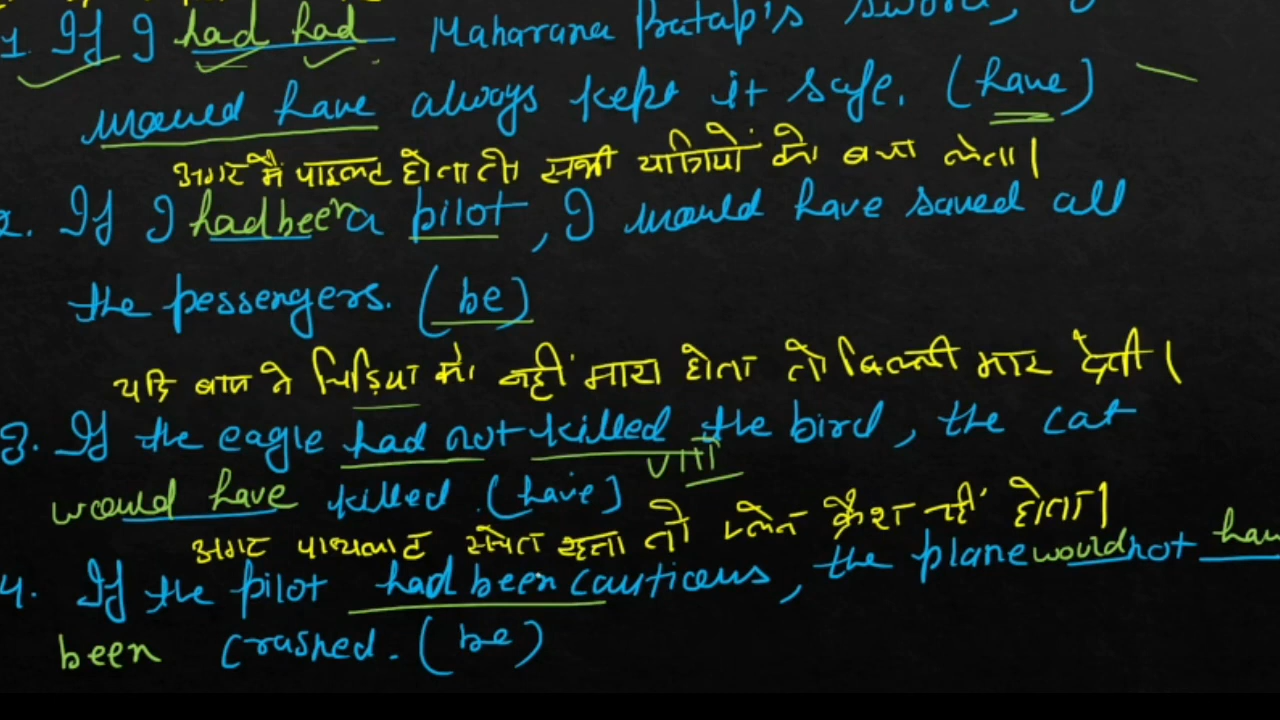 1. If I had had Maharana Pratap's sword,
would have always kept it safe. (have)
अगर मैं पाइलट होता तो सभी यात्रियों को बचा लेता।
2. If I had been a pilot, I would have saved all
the pessengers. (be)
यदि बाज ने चिड़िया को नहीं मारा होता तो बिल्ली मार देती।
3. If the eagle had not killed the bird, the cat
VIII
would have killed. (have)
अगर पायलट सचेत रहता तो प्लेन क्रैश नहीं होता।
4. If the pilot had been cautious, the plane would not hav
been crashed. (be)